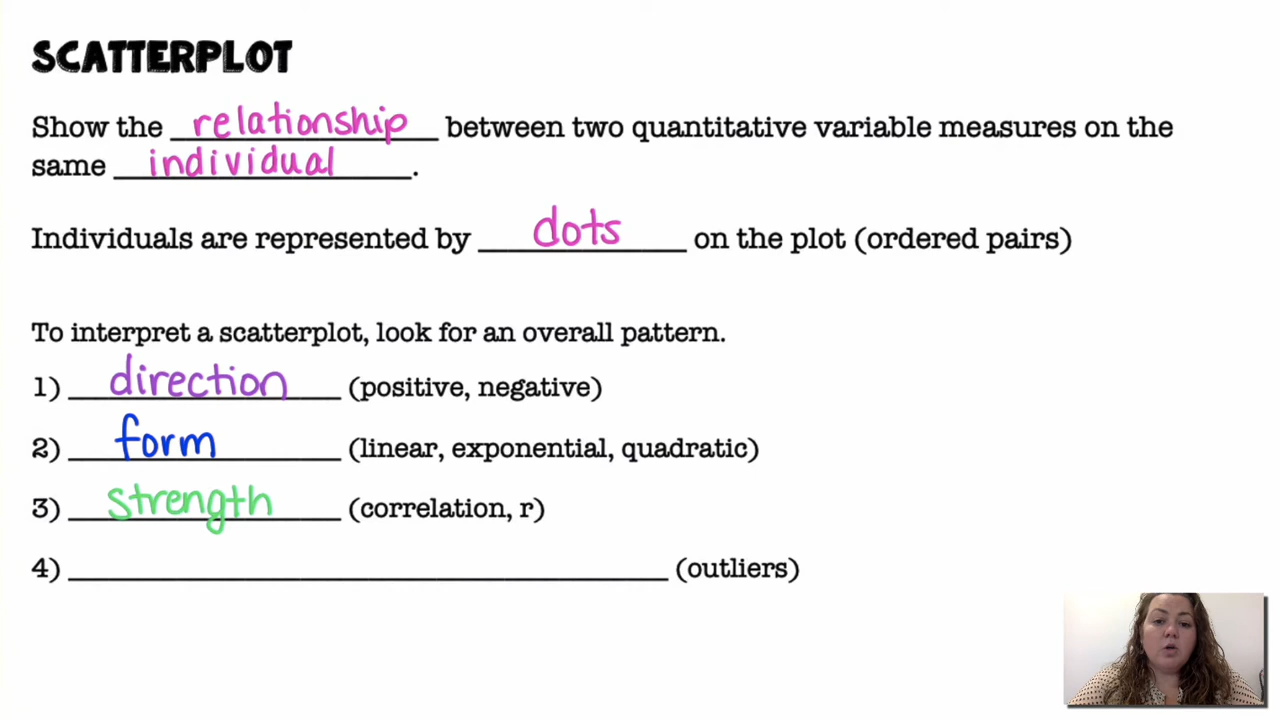 SCATTERPLOT
Show the relationship between two quantitative variable measures on the
same individual.
Individuals are represented by dots on the plot (ordered pairs)
To interpret a scatterplot, look for an overall pattern.
1) direction (positive, negative)
2) form (linear, exponential, quadratic)
3) strength (correlation, r)
4) ____________________ (outliers)